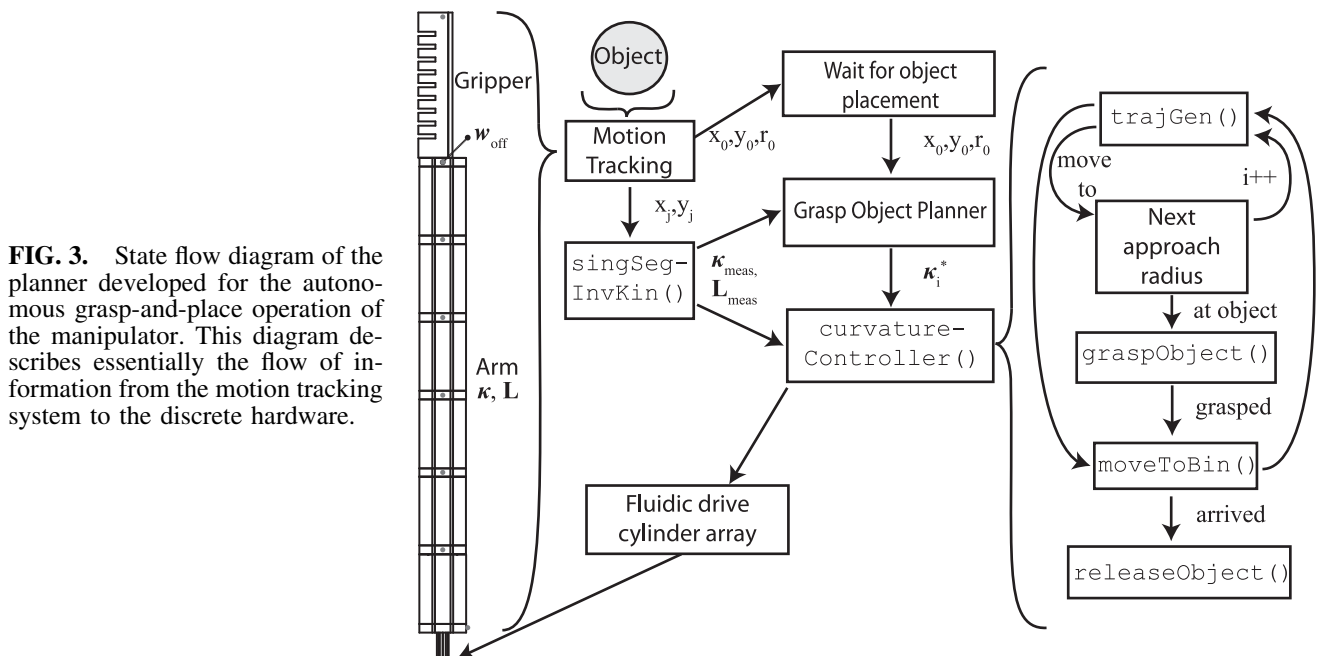 FIG. 3. State flow diagram of the
planner developed for the autono-
mous grasp-and-place operation of
the manipulator. This diagram de-
scribes essentially the flow of in-
formation from the motion tracking
system to the discrete hardware.
Gripper
w_off
Arm
κ, L
Object
Motion
Tracking
x_0,y_0,r_0
x_j,y_j
singSeg-
InvKin()
κ_meas,
L_meas
Wait for object
placement
x_0,y_0,r_0
Grasp Object Planner
κ_i^*
curvature-
Controller()
Fluidic drive
cylinder array
trajGen()
move
to
i++
Next
approach
radius
at object
graspObject()
grasped
moveToBin()
arrived
releaseObject()